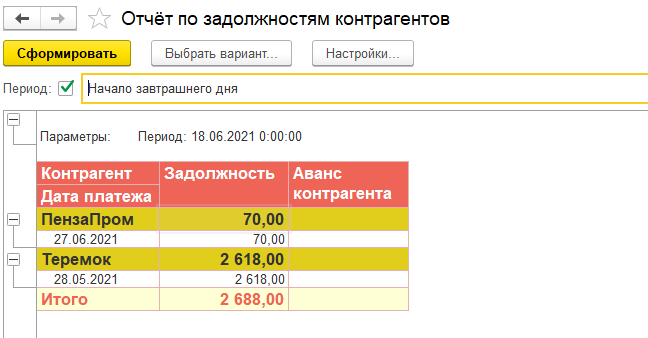 Отчёт по задолжностям контрагентов
Сформировать Выбрать вариант... Настройки...
Период: Начало завтрашнего дня
Параметры: Период: 18.06.2021 0:00:00
Контрагент Задолжность Аванс контрагента
Дата платежа
ПензаПром 70,00
27.06.2021 70,00
Теремок 2 618,00
28.05.2021 2 618,00
Итого 2 688,00